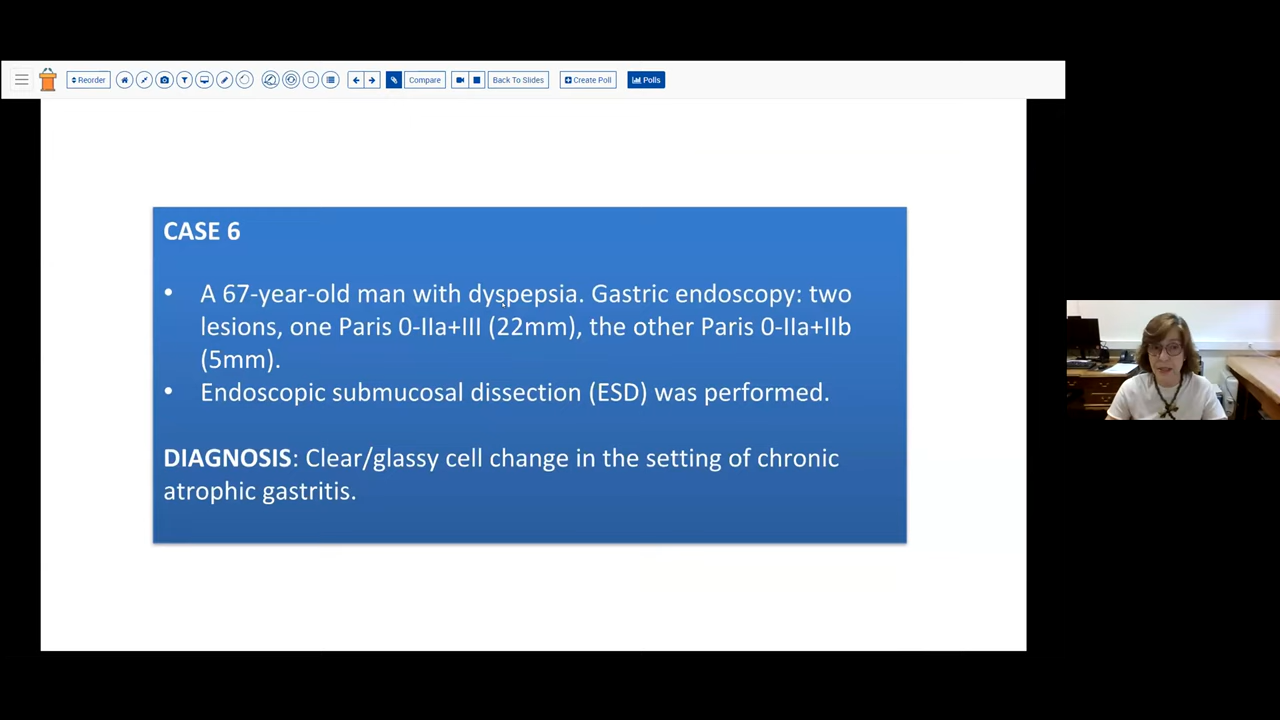 Reorder
Compare
Back To Slides
Create Poll
Polls
CASE 6
• A 67-year-old man with dyspepsia. Gastric endoscopy: two
lesions, one Paris 0-IIa+III (22mm), the other Paris 0-IIa+IIb
(5mm).
• Endoscopic submucosal dissection (ESD) was performed.
DIAGNOSIS: Clear/glassy cell change in the setting of chronic
atrophic gastritis.